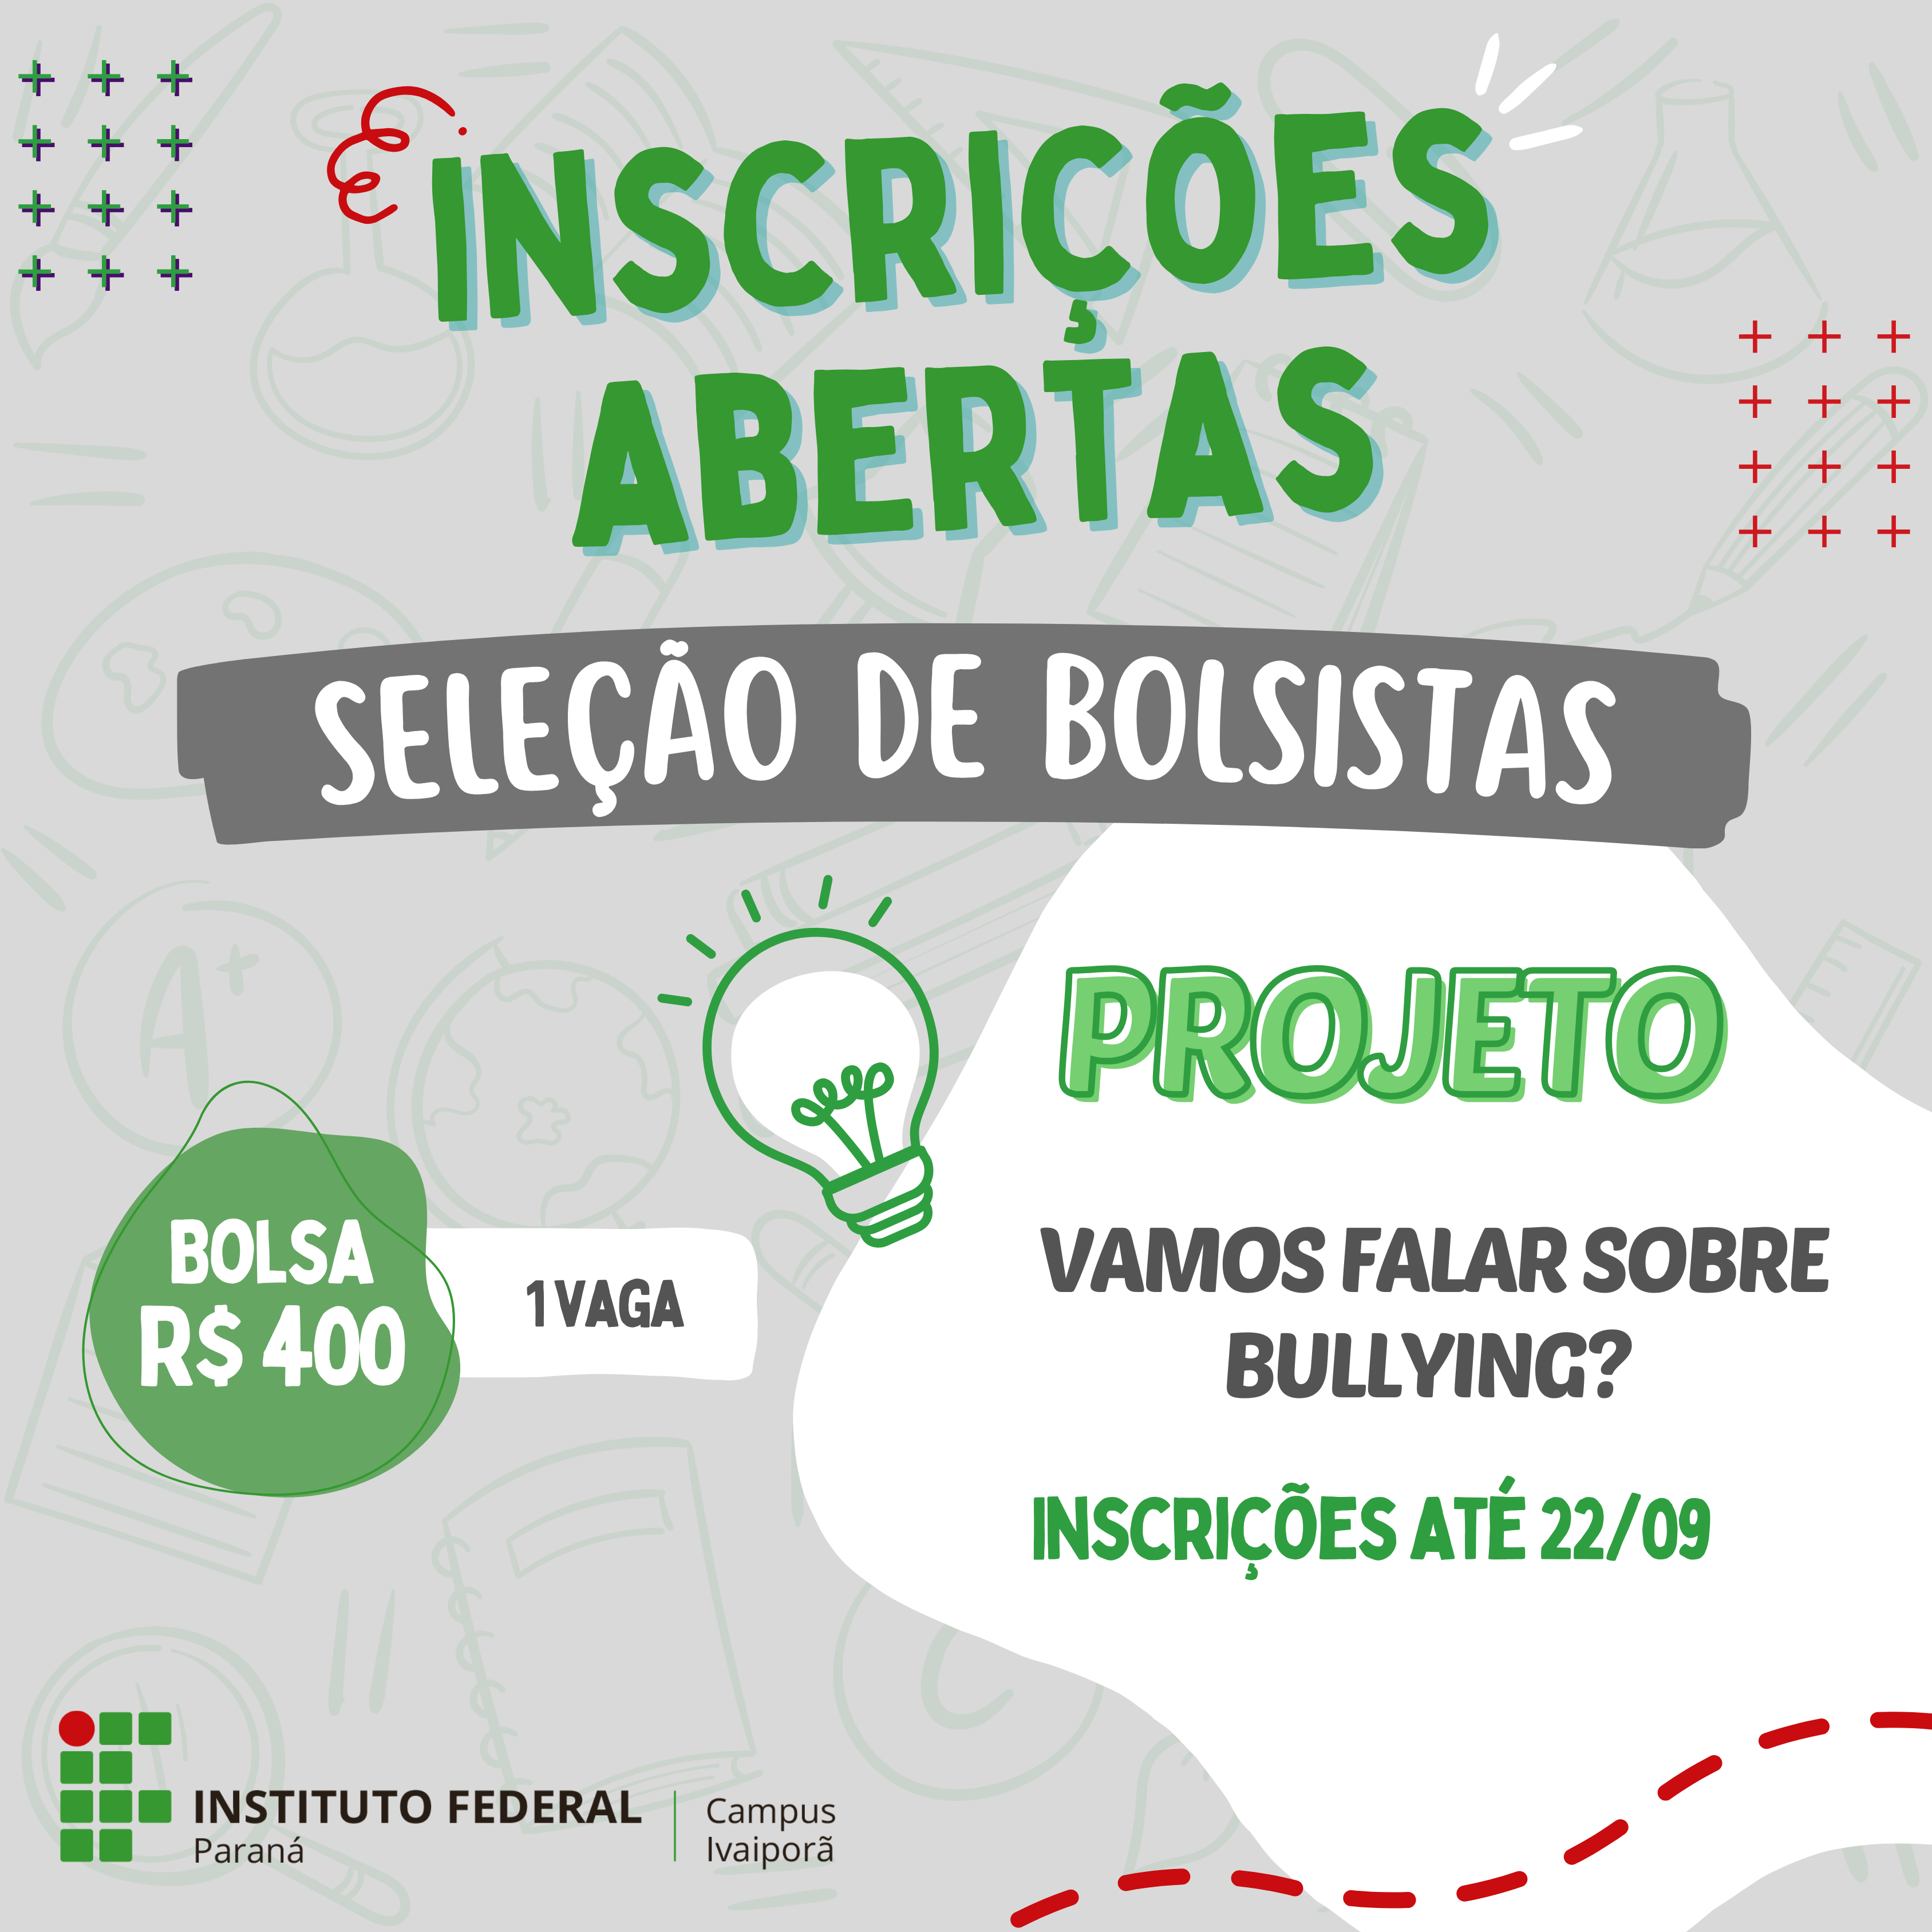 INSCRIÇÕES
ABERTAS
SELEÇÃO DE BOLSISTAS
A+
PROJETO
BOLSA
R$ 400
1 VAGA
VAMOS FALAR SOBRE
BULLYING?
INSCRIÇÕES ATÉ 22/09
INSTITUTO FEDERAL
Paraná
Campus
Ivaiporã